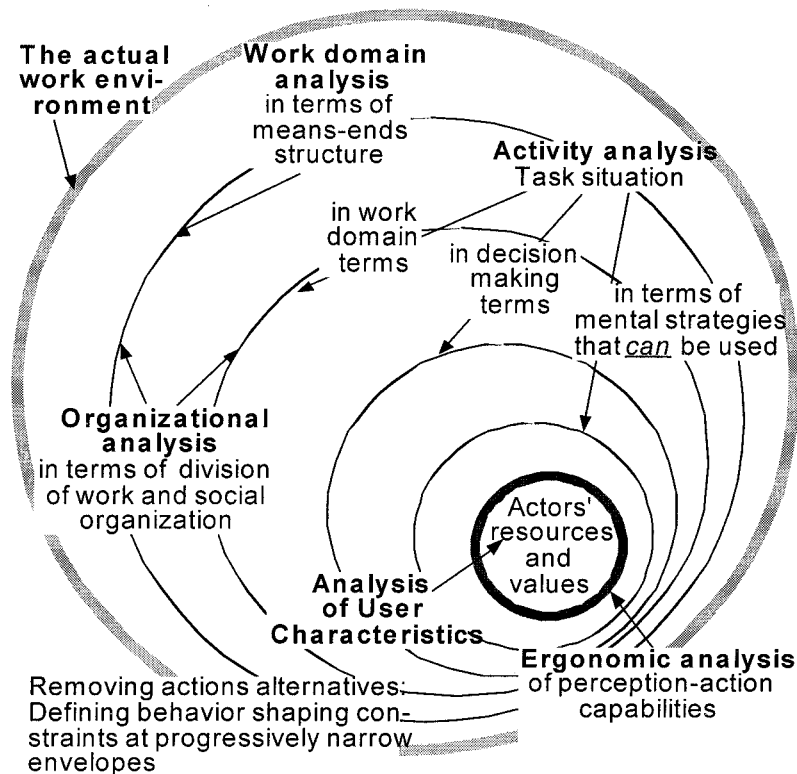 The actual
work envi-
ronment
Work domain
analysis
in terms of
means-ends
structure
Activity analysis
Task situation
in work
domain
terms
in decision
making
terms
in terms of
mental strategies
that can be used
Organizational
analysis
in terms of division
of work and social
organization
Actors'
resources
and
values
Analysis
of User
Characteristics
Ergonomic analysis
of perception-action
capabilities
Removing actions alternatives:
Defining behavior shaping con-
straints at progressively narrow
envelopes